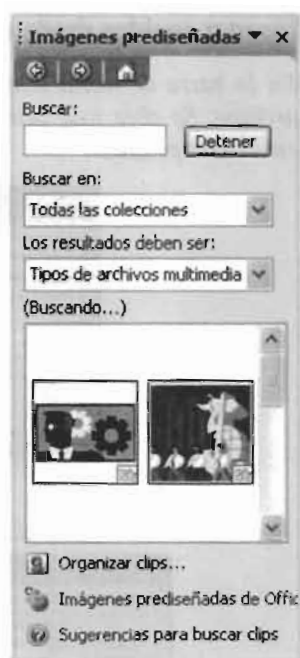 Imágenes prediseñadas
Buscar:
Detener
Buscar en:
Todas las colecciones
Los resultados deben ser:
Tipos de archivos multimedia
(Buscando...)
Organizar clips...
Imágenes prediseñadas de Offic
Sugerencias para buscar clips